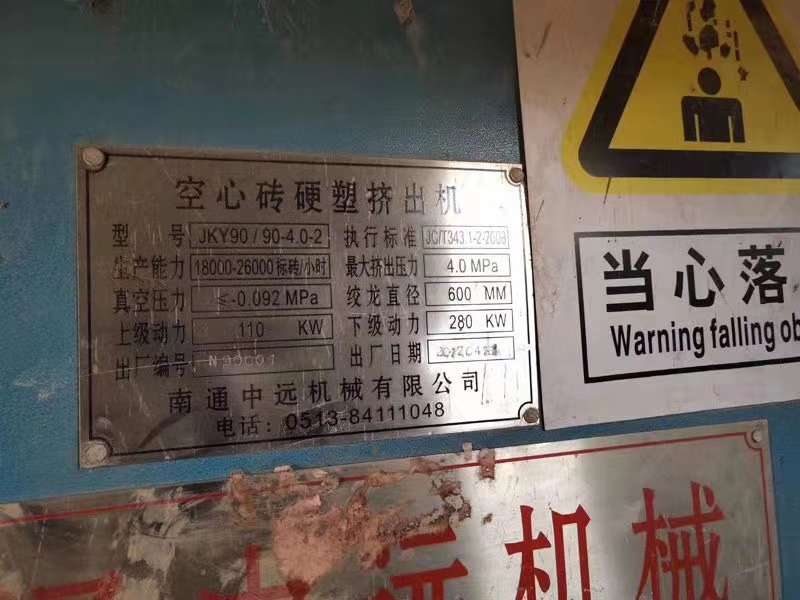 空心砖硬塑挤出机
型号 JKY90/90-4.0-2 执行标准 JC/T343.1-2-2008
生产能力 18000-26000标砖/小时 最大挤出压力 4.0 MPa
真空压力 ≤-0.092 MPa 绞龙直径 600 MM
上级动力 110 KW 下级动力 280 KW
出厂编号 出厂日期
南通中远机械有限公司
电话: 0513-84111048
当心落
Warning falling ob
中远机械